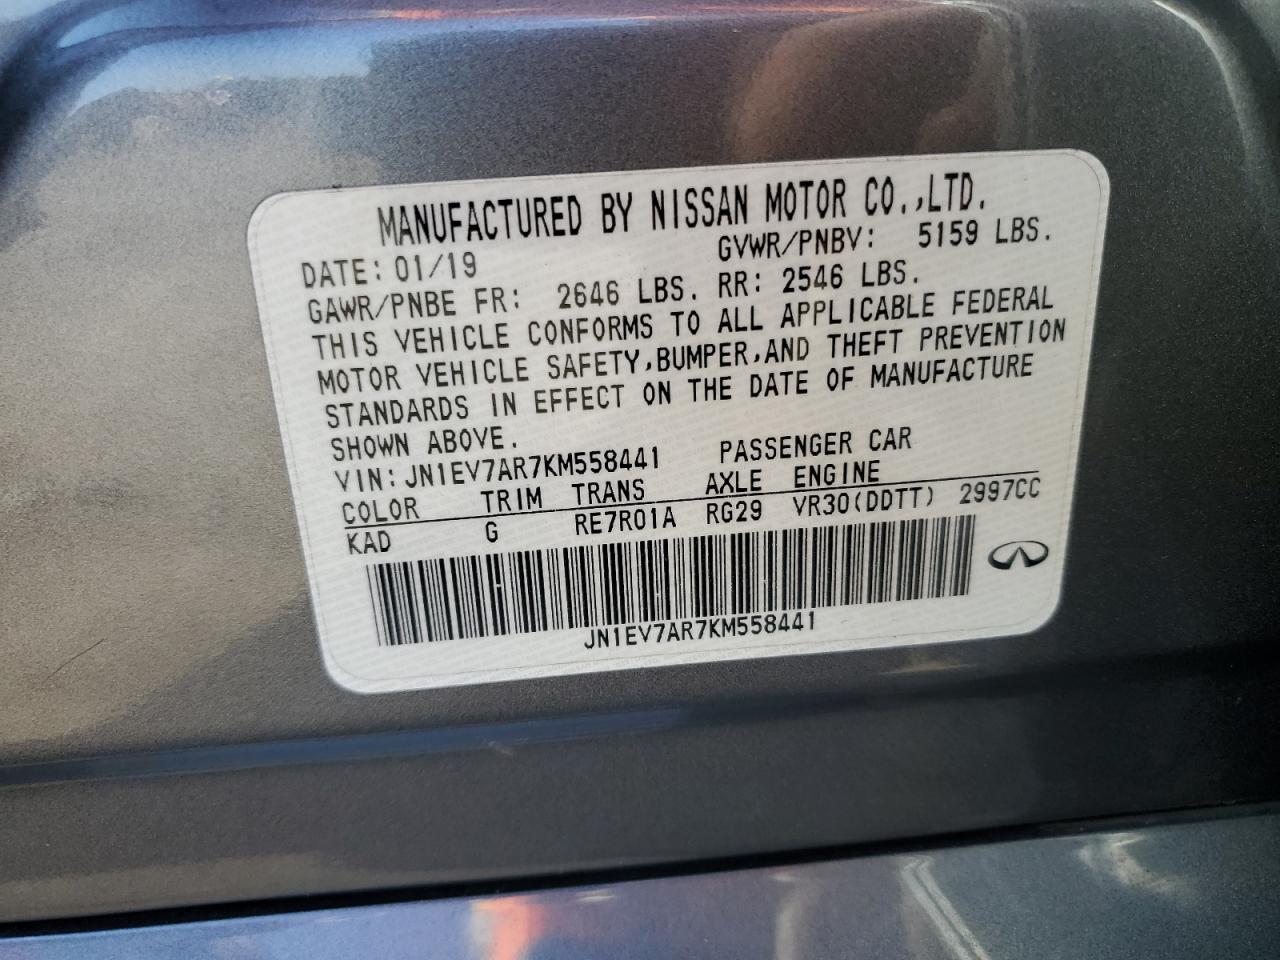 MANUFACTURED BY NISSAN MOTOR CO.,LTD.
DATE: 01/19 GVWR/PNBV: 5159 LBS.
GAWR/PNBE FR: 2646 LBS. RR: 2546 LBS.
THIS VEHICLE CONFORMS TO ALL APPLICABLE FEDERAL
MOTOR VEHICLE SAFETY,BUMPER,AND THEFT PREVENTION
STANDARDS IN EFFECT ON THE DATE OF MANUFACTURE
SHOWN ABOVE.
VIN:JN1EV7AR7KM558441 PASSENGER CAR
COLOR TRIM TRANS AXLE ENGINE
KAD G RE7R01A RG29 VR30(DDTT) 2997CC
JN1EV7AR7KM558441